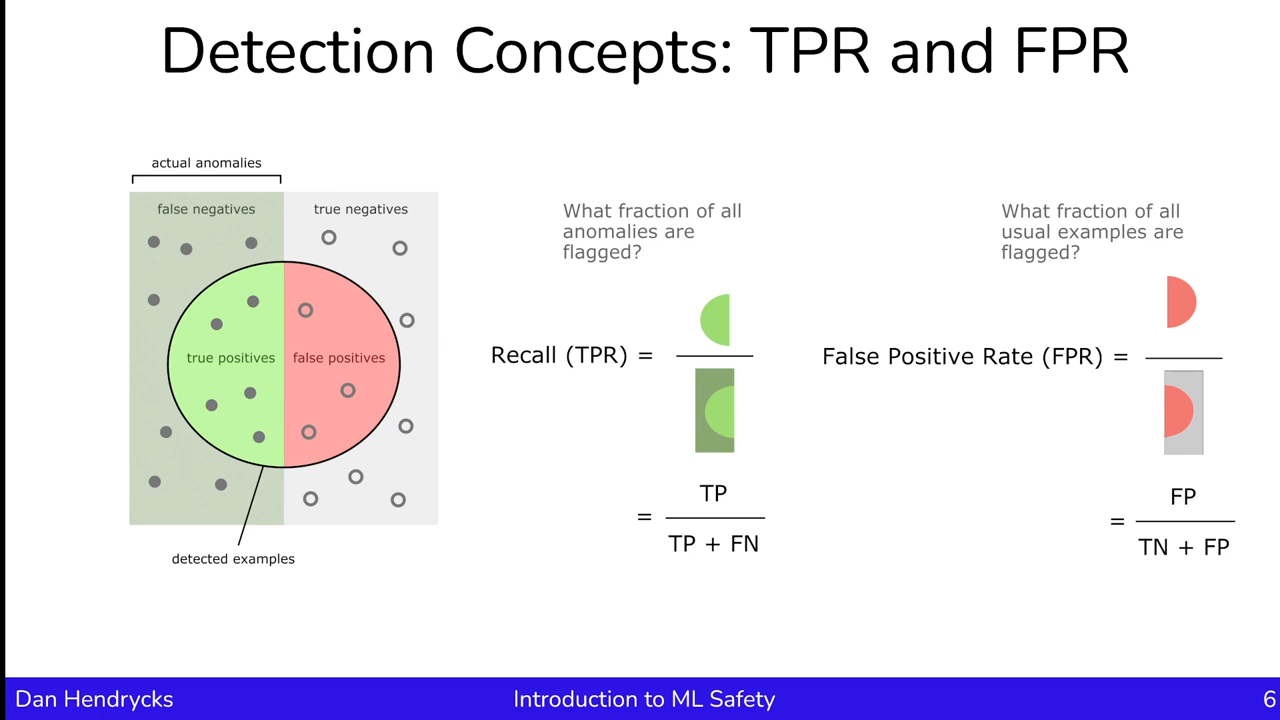 Detection Concepts: TPR and FPR
actual anomalies
false negatives
true negatives
true positives
false positives
detected examples
What fraction of all
anomalies are
flagged?
Recall (TPR) =
=
TP
TP + FN
What fraction of all
usual examples are
flagged?
False Positive Rate (FPR) =
=
FP
TN + FP
Dan Hendrycks
Introduction to ML Safety
6